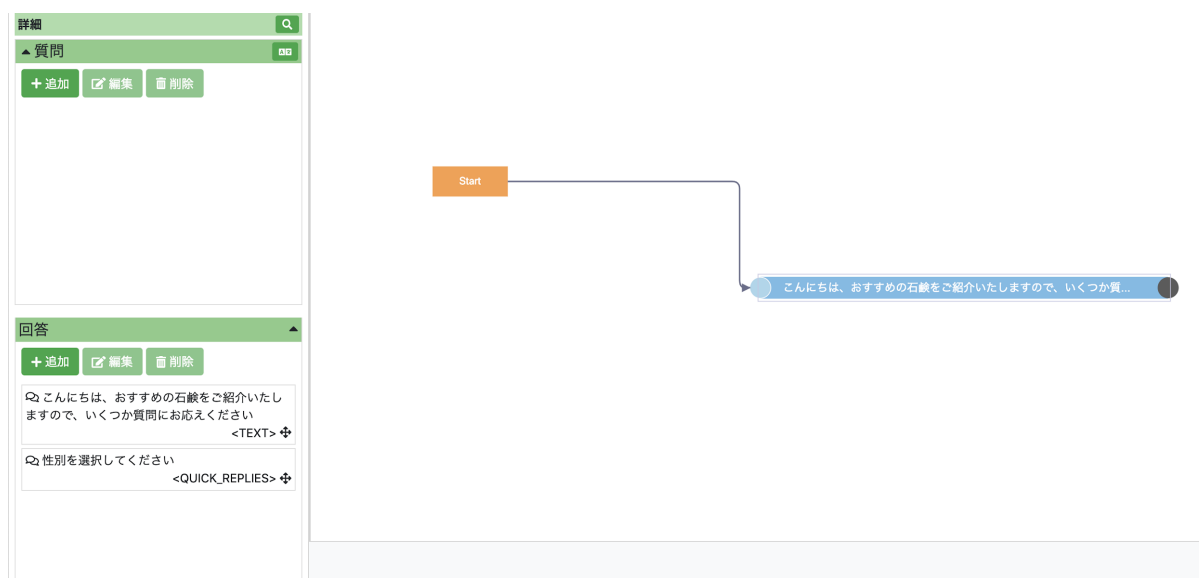 詳細
質問
追加
編集
削除
Start
こんにちは、おすすめの石鹸をご紹介いたしますので、いくつか質...
回答
追加
編集
削除
こんにちは、おすすめの石鹸をご紹介いたし
ますので、いくつか質問にお応えください
<TEXT>
性別を選択してください
<QUICK_REPLIES>